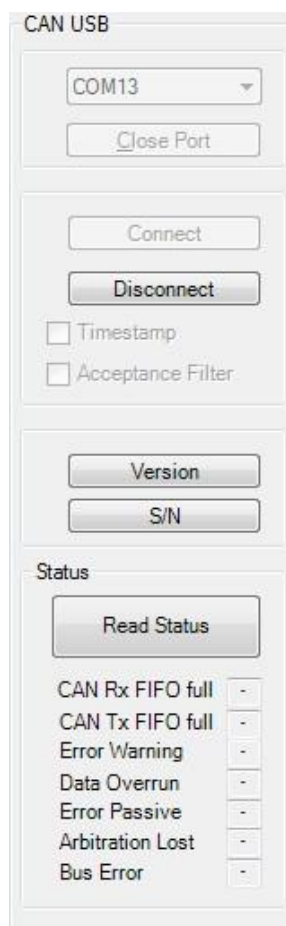 CAN USB
COM13
Close Port
Connect
Disconnect
Timestamp
Acceptance Filter
Version
S/N
Status
Read Status
CAN Rx FIFO full -
CAN Tx FIFO full -
Error Warning -
Data Overrun -
Error Passive -
Arbitration Lost -
Bus Error -